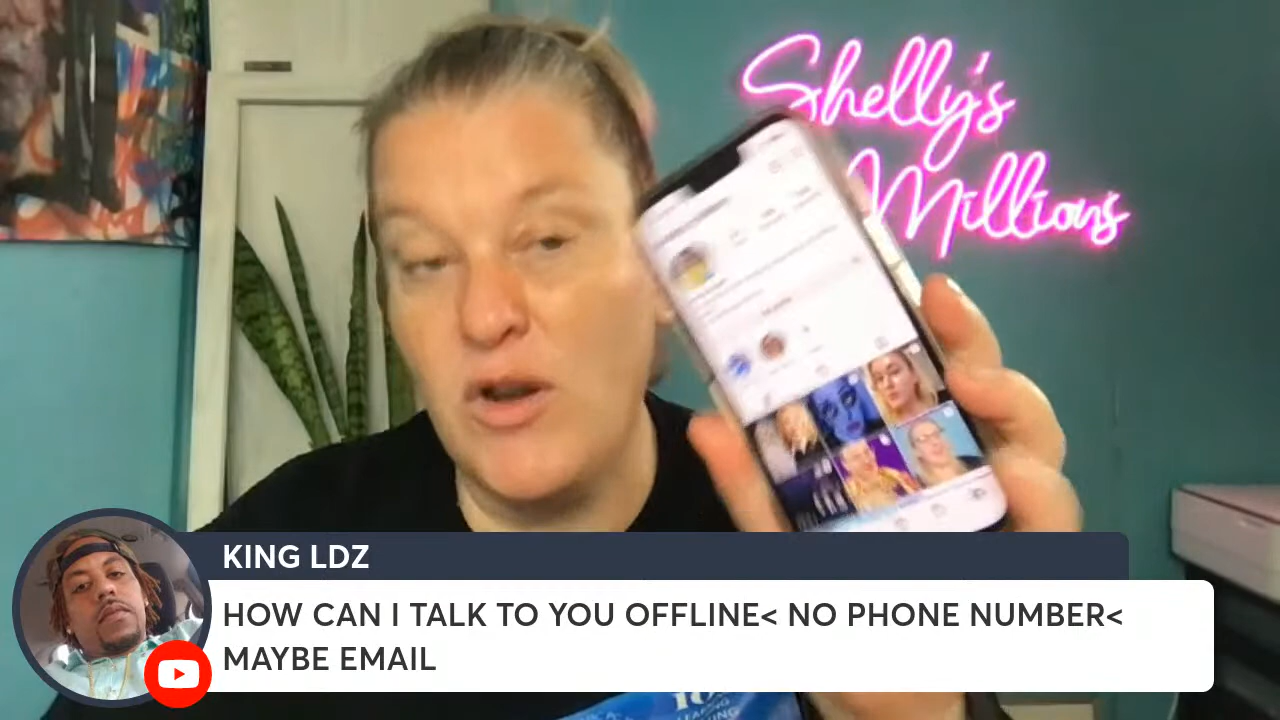 Shelly's
Millions
KING LDZ
HOW CAN I TALK TO YOU OFFLINE< NO PHONE NUMBER<
MAYBE EMAIL